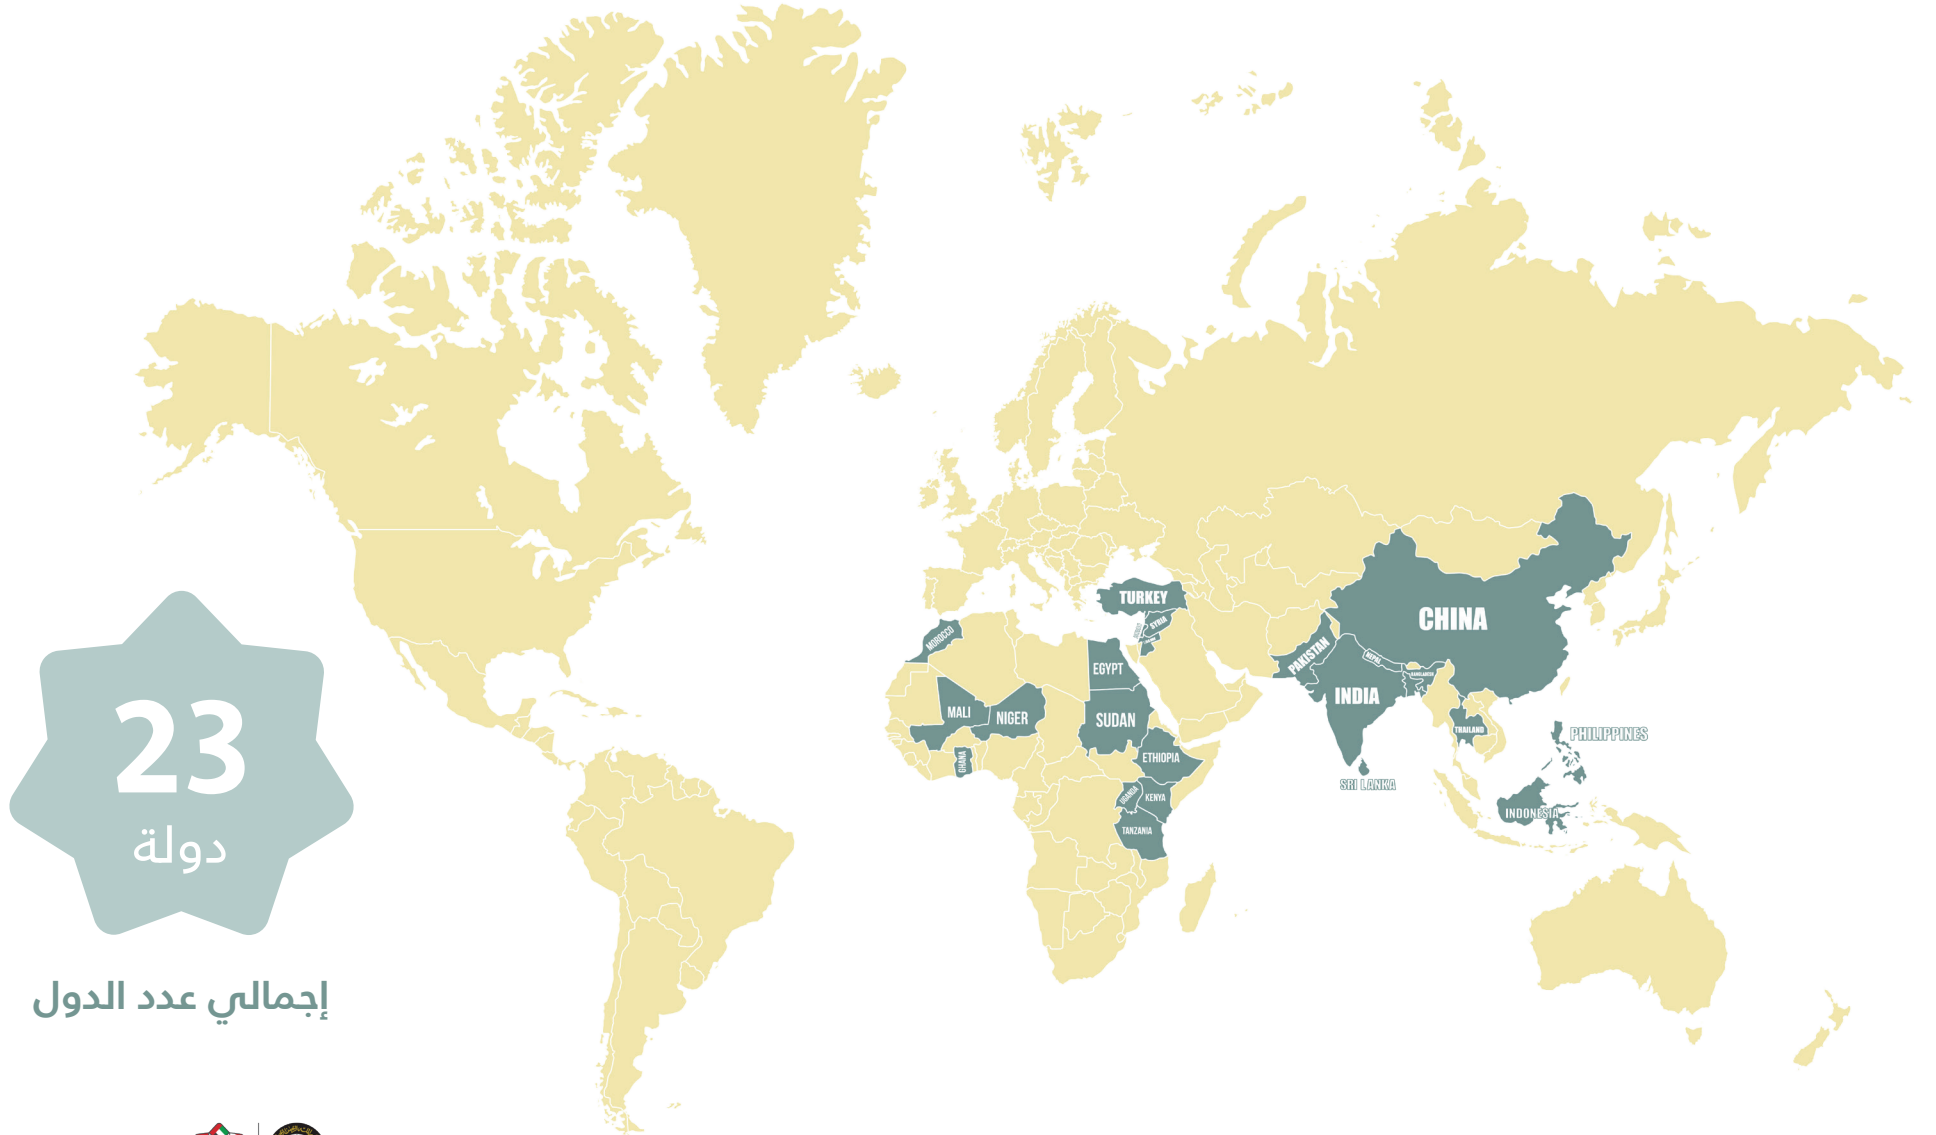 TURKEY
SYRIA
MOROCCO
EGYPT
MALI
NIGER
SUDAN
GHANA
ETHIOPIA
UGANDA
KENYA
TANZANIA
CHINA
PAKISTAN
NEPAL
BANGLADESH
INDIA
THAILAND
PHILIPPINES
SRI LANKA
INDONESIA
23
دولة
إجمالي عدد الدول